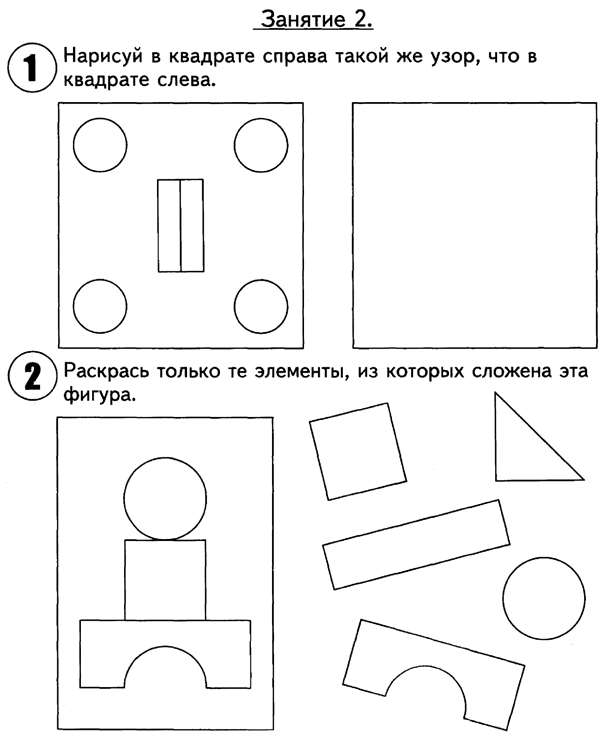 Занятие 2.
1 Нарисуй в квадрате справа такой же узор, что в
квадрате слева.
2 Раскрась только те элементы, из которых сложена эта
фигура.